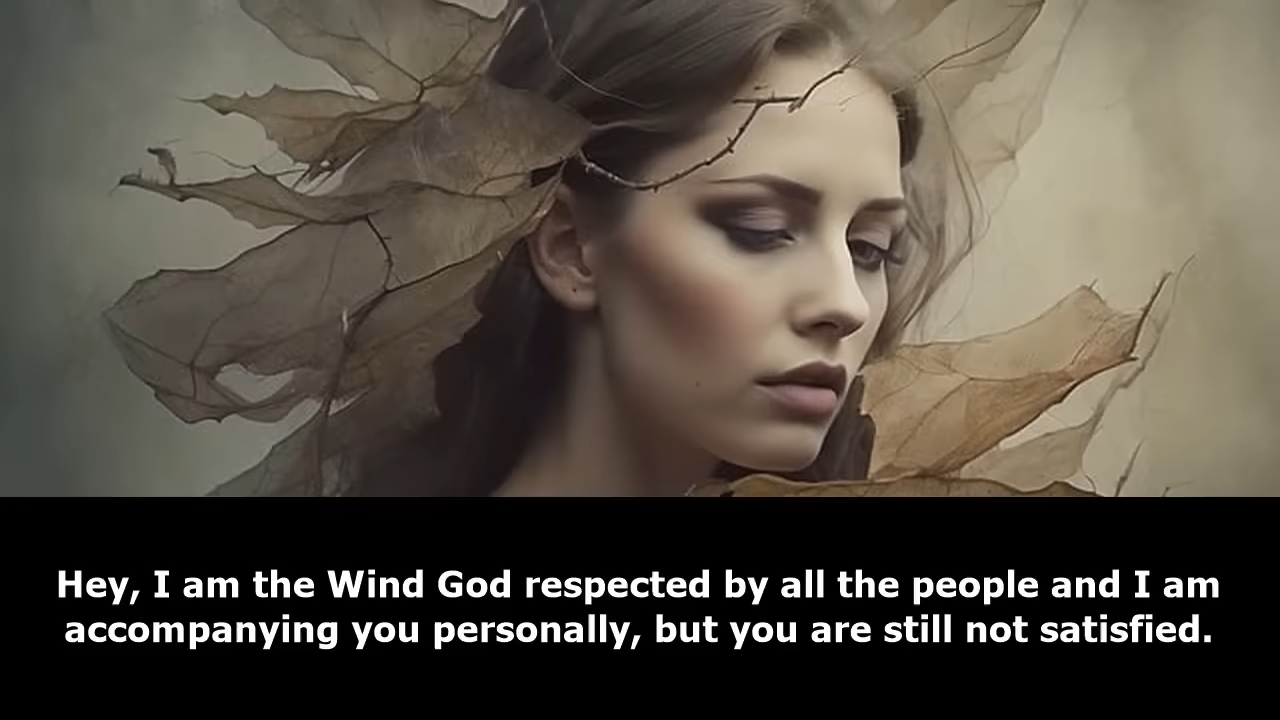 Hey, I am the Wind God respected by all the people and I am
accompanying you personally, but you are still not satisfied.